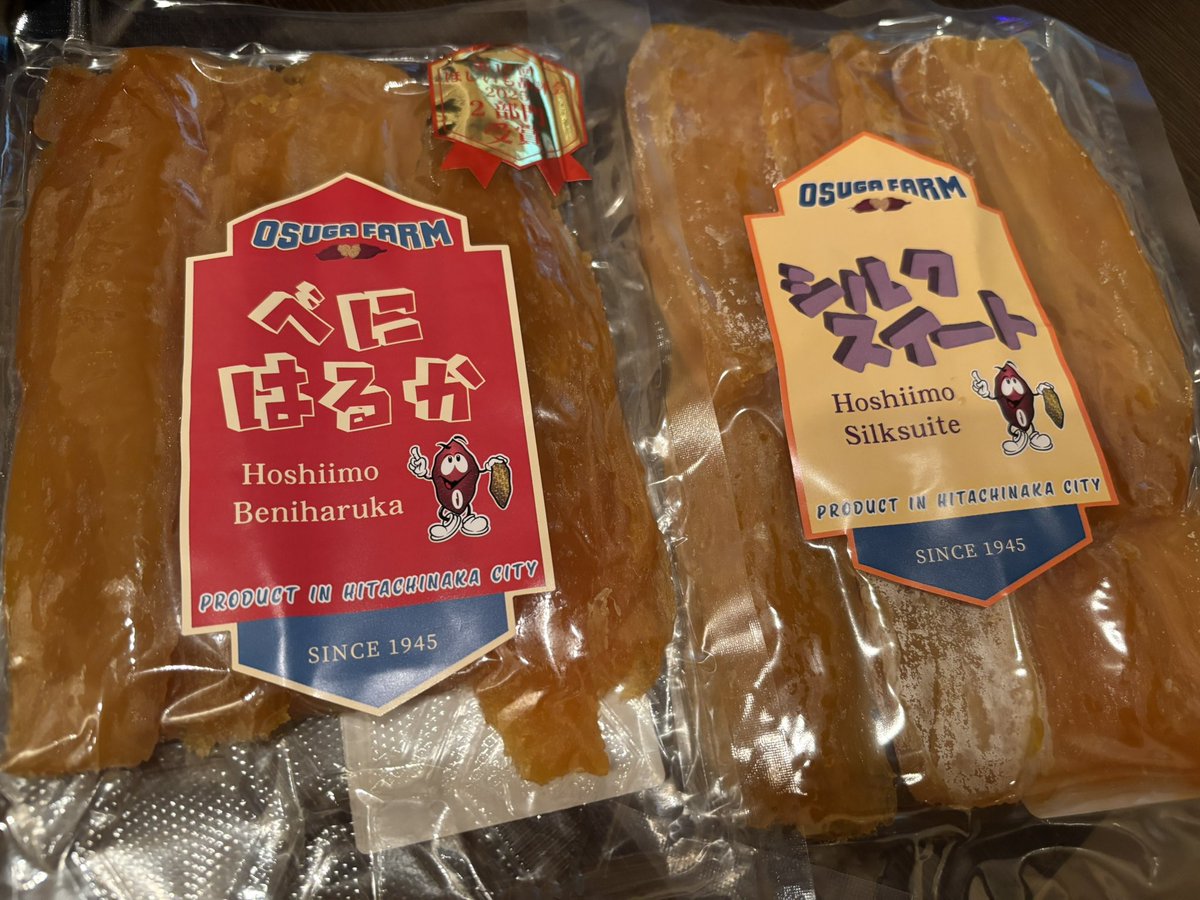 OSUGA FARM
べに
はるか
Hoshiimo
Beniharuka
PRODUCT IN HITACHINAKA CITY
SINCE 1945
OSUGA FARM
シルク
スイート
Hoshiimo
Silksuite
PRODUCT IN HITACHINAKA CITY
SINCE 1945